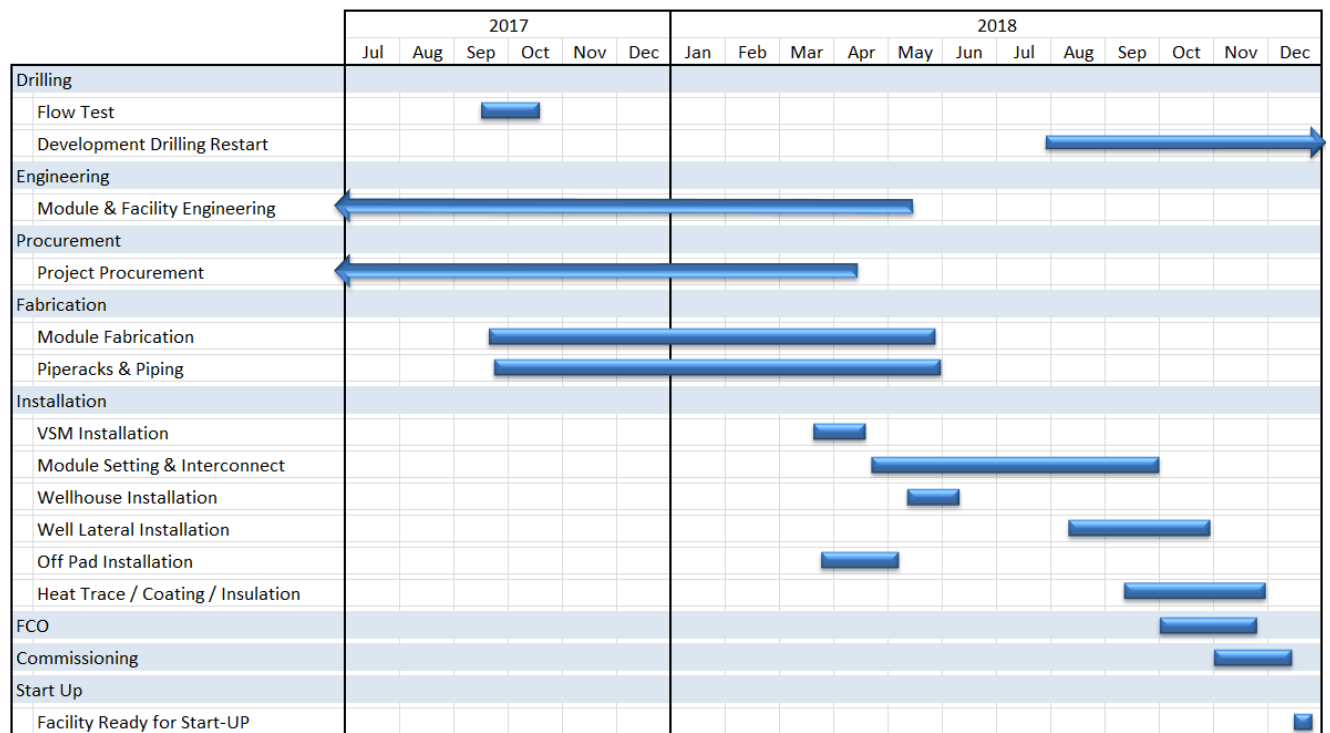 2017 2018
Jul Aug Sep Oct Nov Dec Jan Feb Mar Apr May Jun Jul Aug Sep Oct Nov Dec
Drilling
Flow Test
Development Drilling Restart
Engineering
Module & Facility Engineering
Procurement
Project Procurement
Fabrication
Module Fabrication
Piperacks & Piping
Installation
VSM Installation
Module Setting & Interconnect
Wellhouse Installation
Well Lateral Installation
Off Pad Installation
Heat Trace / Coating / Insulation
FCO
Commissioning
Start Up
Facility Ready for Start-UP